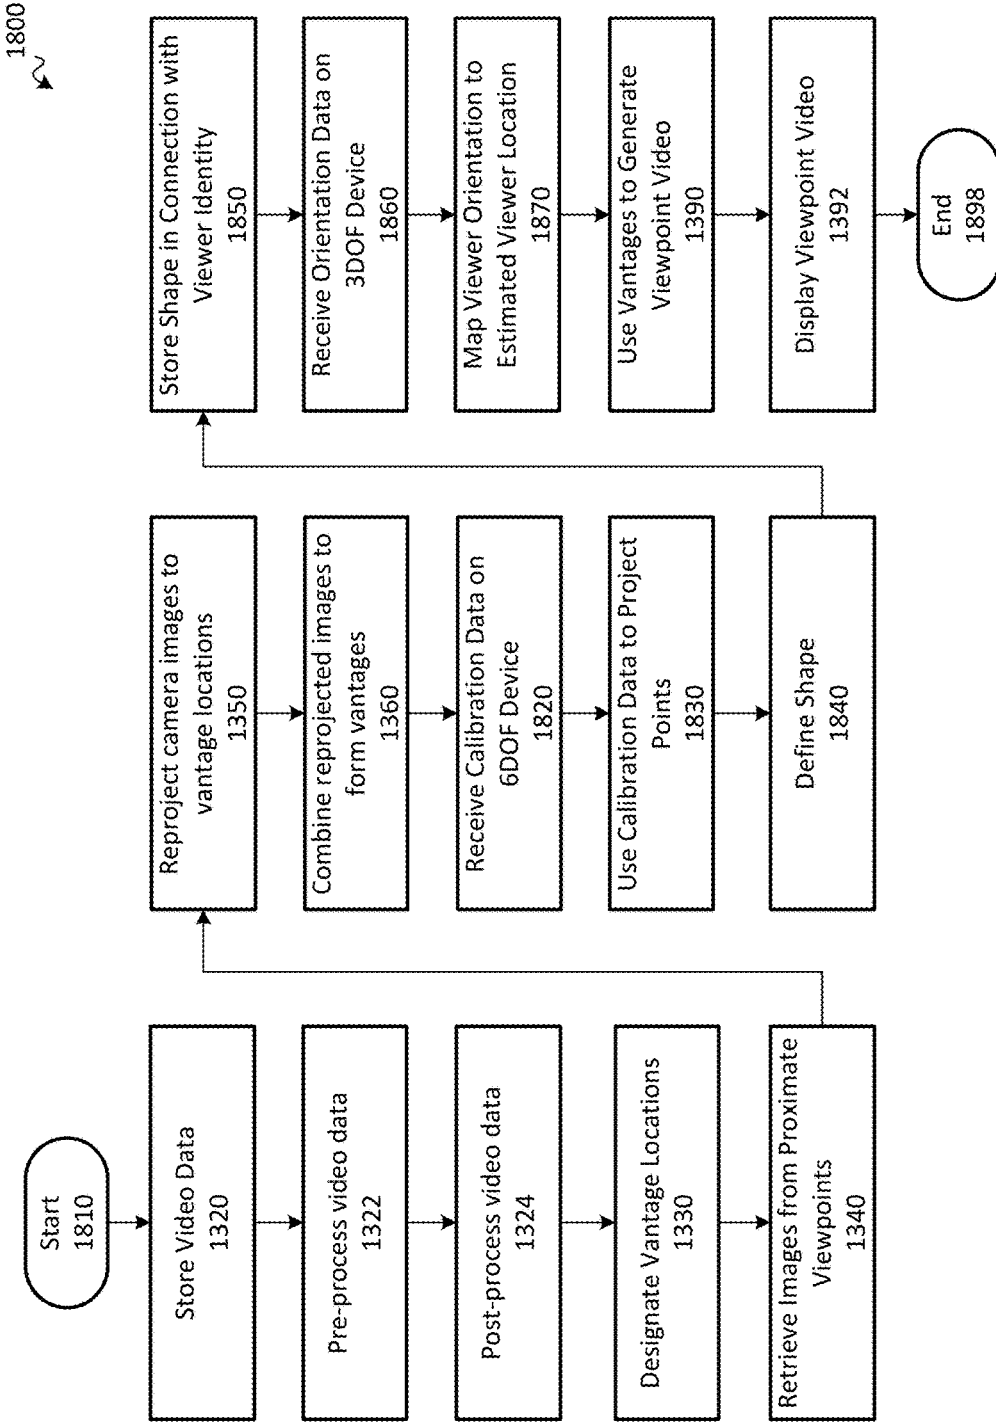 1800
Start
1810
Store Video Data
1320
Pre-process video data
1322
Post-process video data
1324
Designate Vantage Locations
1330
Retrieve Images from Proximate
Viewpoints
1340
Reproject camera images to
vantage locations
1350
Combine reprojected images to
form vantages
1360
Receive Calibration Data on
6DOF Device
1820
Use Calibration Data to Project
Points
1830
Define Shape
1840
Store Shape in Connection with
Viewer Identity
1850
Receive Orientation Data on
3DOF Device
1860
Map Viewer Orientation to
Estimated Viewer Location
1870
Use Vantages to Generate
Viewpoint Video
1390
Display Viewpoint Video
1392
End
1898